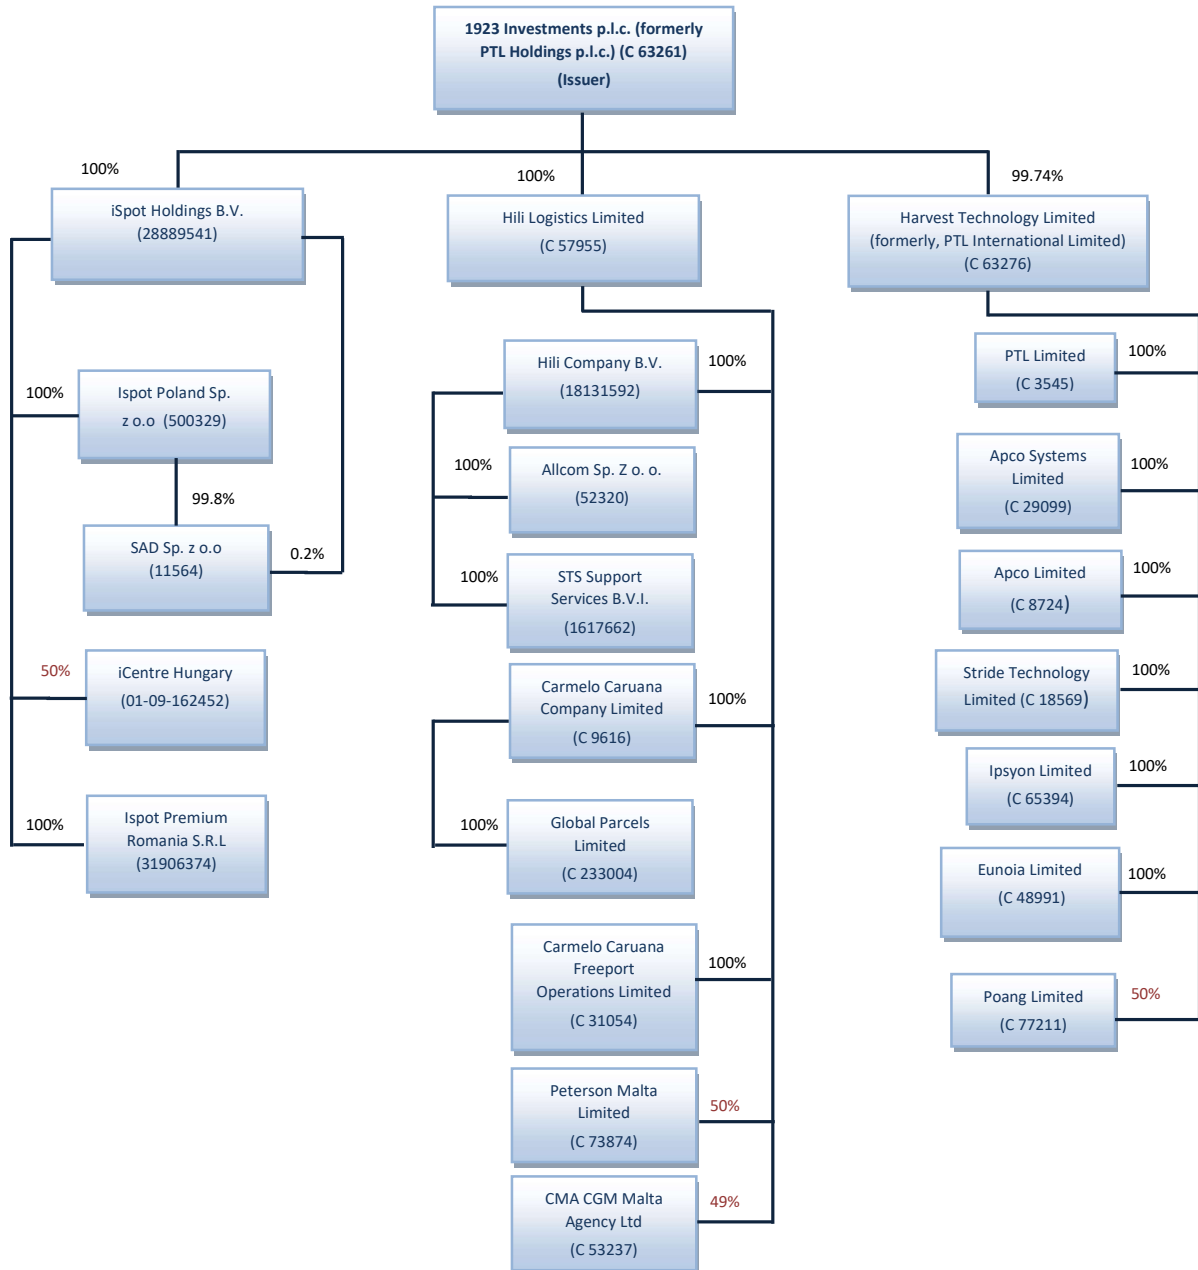 1923 Investments p.l.c. (formerly
PTL Holdings p.l.c.) (C 63261)
(Issuer)
100%
100%
99.74%
iSpot Holdings B.V.
(28889541)
Hili Logistics Limited
(C 57955)
Harvest Technology Limited
(formerly, PTL International Limited)
(C 63276)
100%
Ispot Poland Sp.
z o.o (500329)
99.8%
SAD Sp. z o.o
(11564)
0.2%
50%
iCentre Hungary
(01-09-162452)
100%
Ispot Premium
Romania S.R.L
(31906374)
Hili Company B.V.
(18131592)
100%
100%
Allcom Sp. Z o. o.
(52320)
100%
STS Support
Services B.V.I.
(1617662)
Carmelo Caruana
Company Limited
(C 9616)
100%
100%
Global Parcels
Limited
(C 233004)
Carmelo Caruana
Freeport
Operations Limited
(C 31054)
100%
Peterson Malta
Limited
(C 73874)
50%
CMA CGM Malta
Agency Ltd
(C 53237)
49%
PTL Limited
(C 3545)
100%
Apco Systems
Limited
(C 29099)
100%
Apco Limited
(C 8724)
100%
Stride Technology
Limited (C 18569)
100%
Ipsyon Limited
(C 65394)
100%
Eunoia Limited
(C 48991)
100%
Poang Limited
(C 77211)
50%